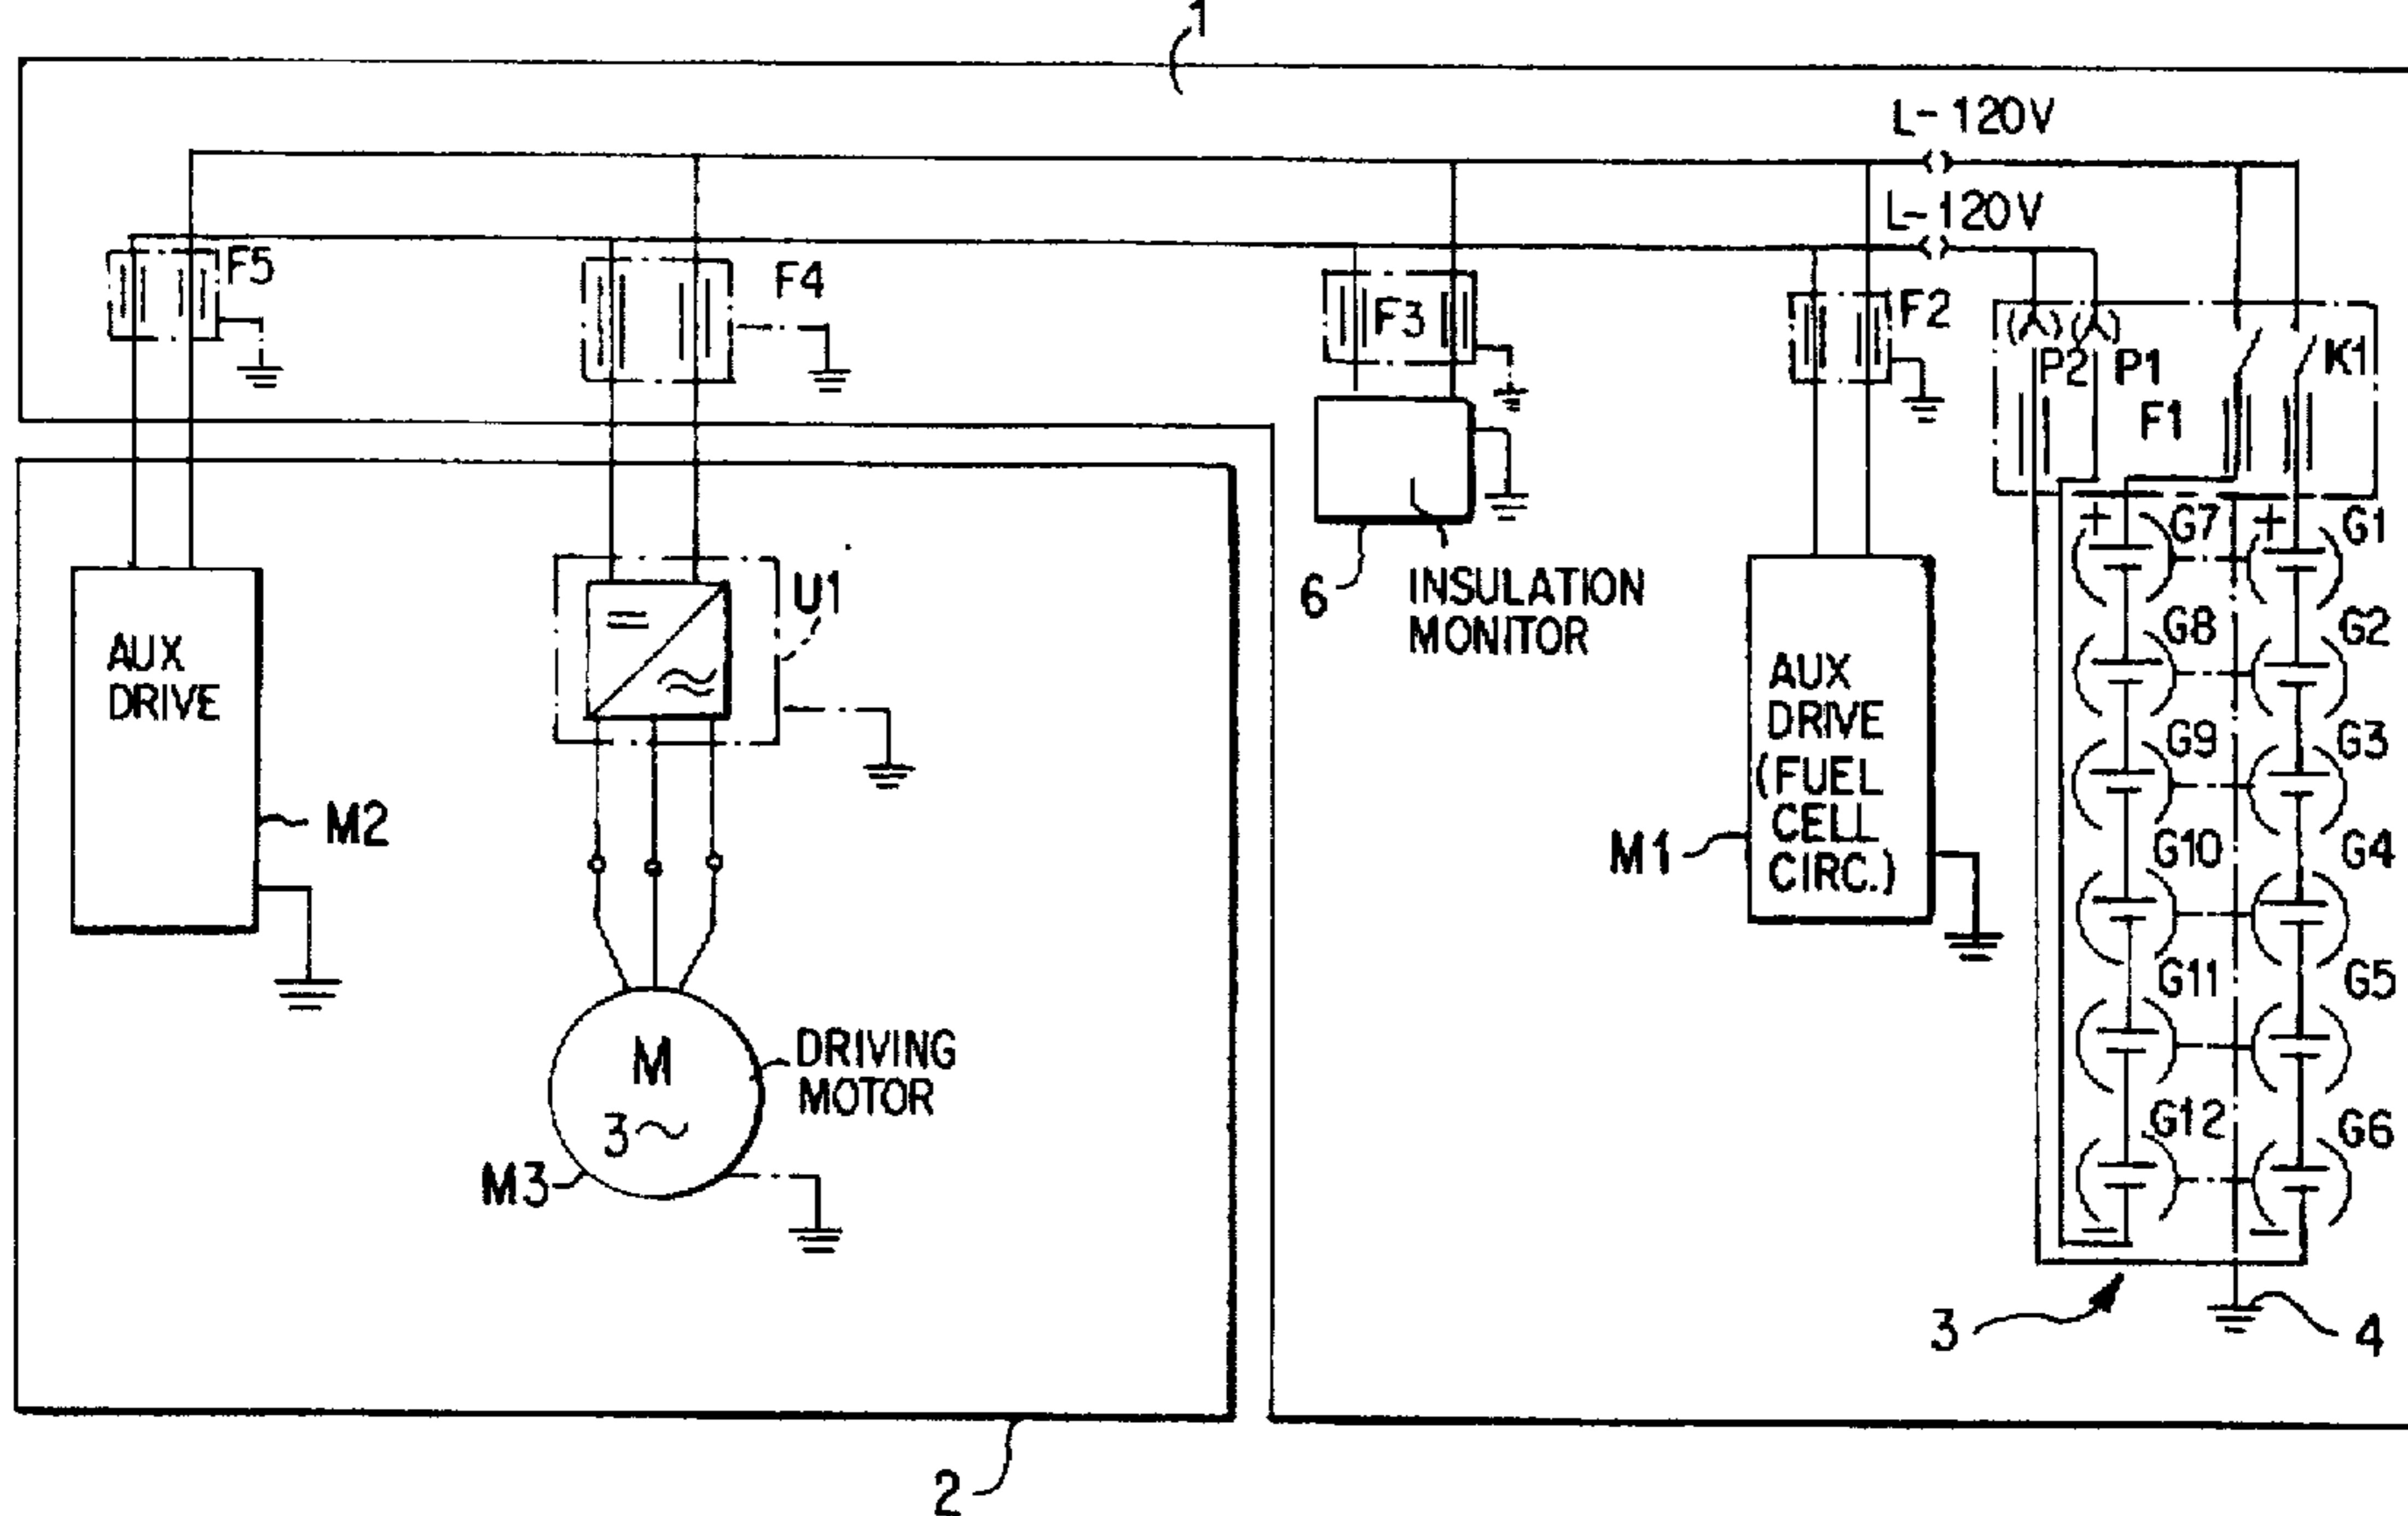 1
L-120V
L-120V
F5
F4
F3
F2
P2
P1
K1
F1
+
G7
+
G1
6
INSULATION
MONITOR
U1
G8
G2
AUX
DRIVE
AUX
DRIVE
(FUEL
CELL
CIRC.)
G9
G3
M2
M1
G10
G4
G11
G5
M
3~
DRIVING
MOTOR
M3
G12
G6
−
−
3
4
2